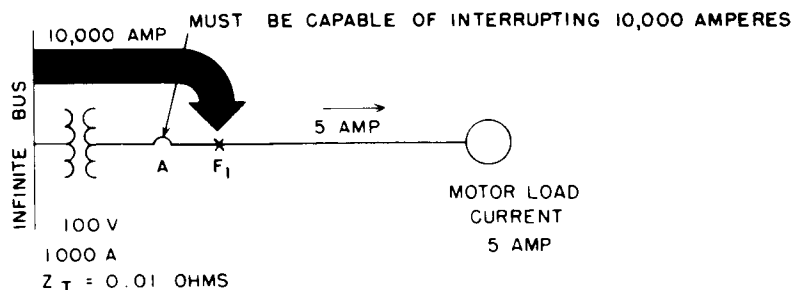 MUST BE CAPABLE OF INTERRUPTING 10,000 AMPERES
10,000 AMP
INFINITE BUS
5 AMP
A
F1
MOTOR LOAD
CURRENT
5 AMP
100 V
1000 A
Z T = 0.01 OHMS